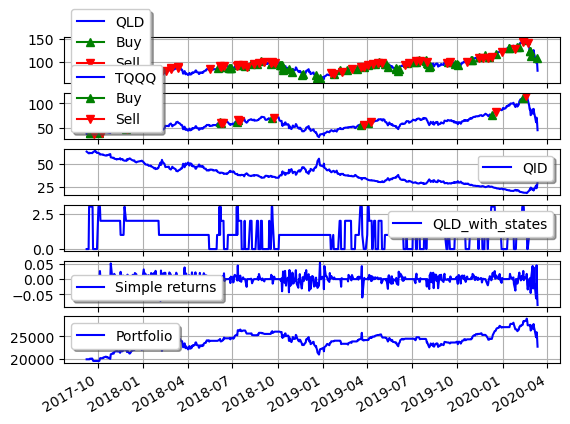 QLD
Buy
Sell
150
100
TQQQ
Buy
Sell
100
50
QID
50
25
QLD_with_states
2.5
0.0
Simple returns
0.05
0.00
−0.05
Portfolio
25000
20000
2017-10
2018-01
2018-04
2018-07
2018-10
2019-01
2019-04
2019-07
2019-10
2020-01
2020-04